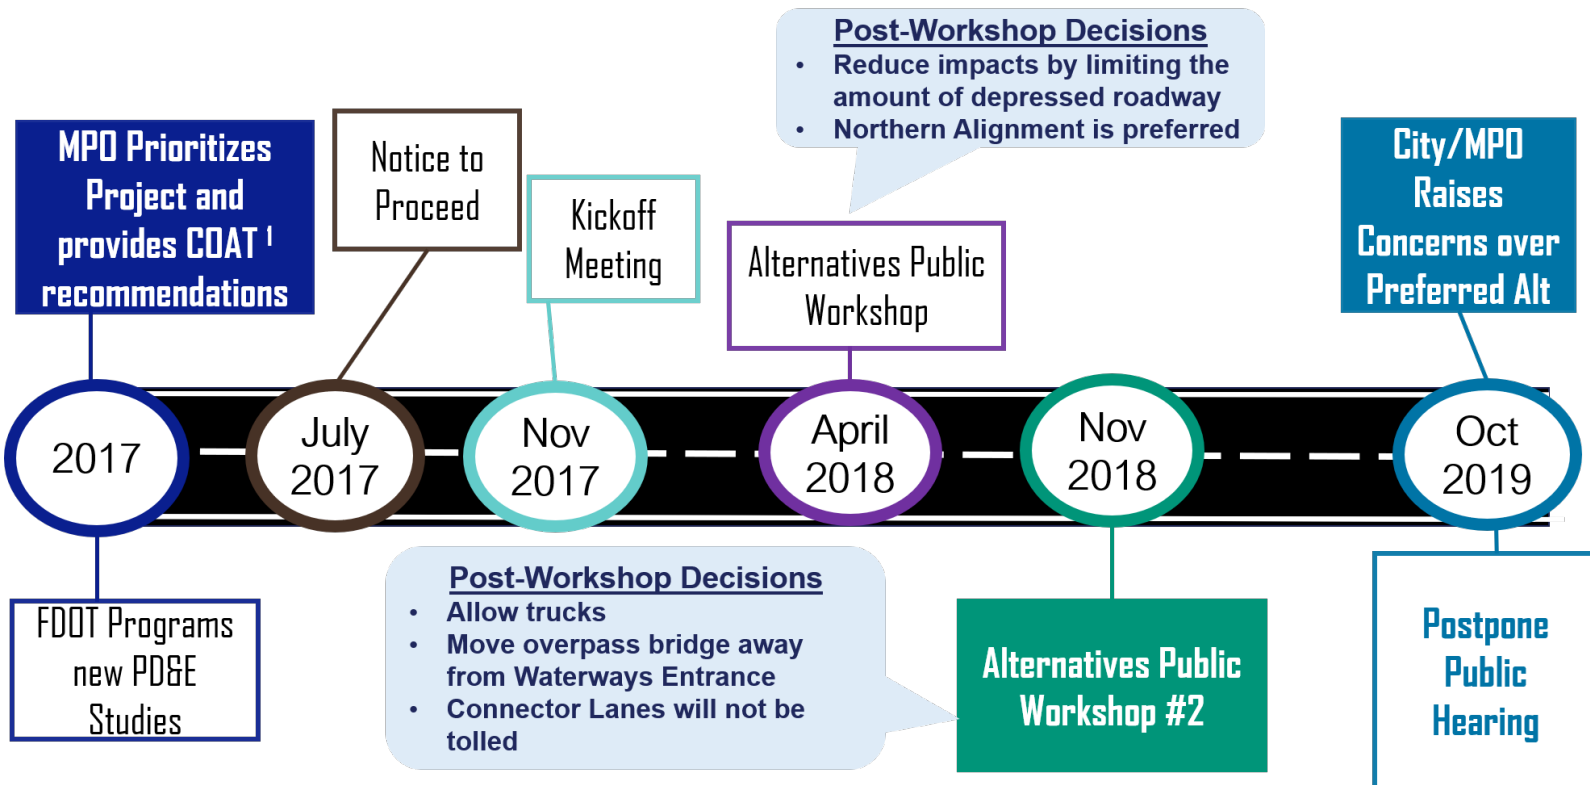 Post-Workshop Decisions
• Reduce impacts by limiting the
amount of depressed roadway
• Northern Alignment is preferred
MPO Prioritizes
Project and
provides COAT 1
recommendations
Notice to
Proceed
Kickoff
Meeting
Alternatives Public
Workshop
City/MPO
Raises
Concerns over
Preferred Alt
2017
July
2017
Nov
2017
April
2018
Nov
2018
Oct
2019
FDOT Programs
new PD&E
Studies
Post-Workshop Decisions
• Allow trucks
• Move overpass bridge away
from Waterways Entrance
• Connector Lanes will not be
tolled
Alternatives Public
Workshop #2
Postpone
Public
Hearing